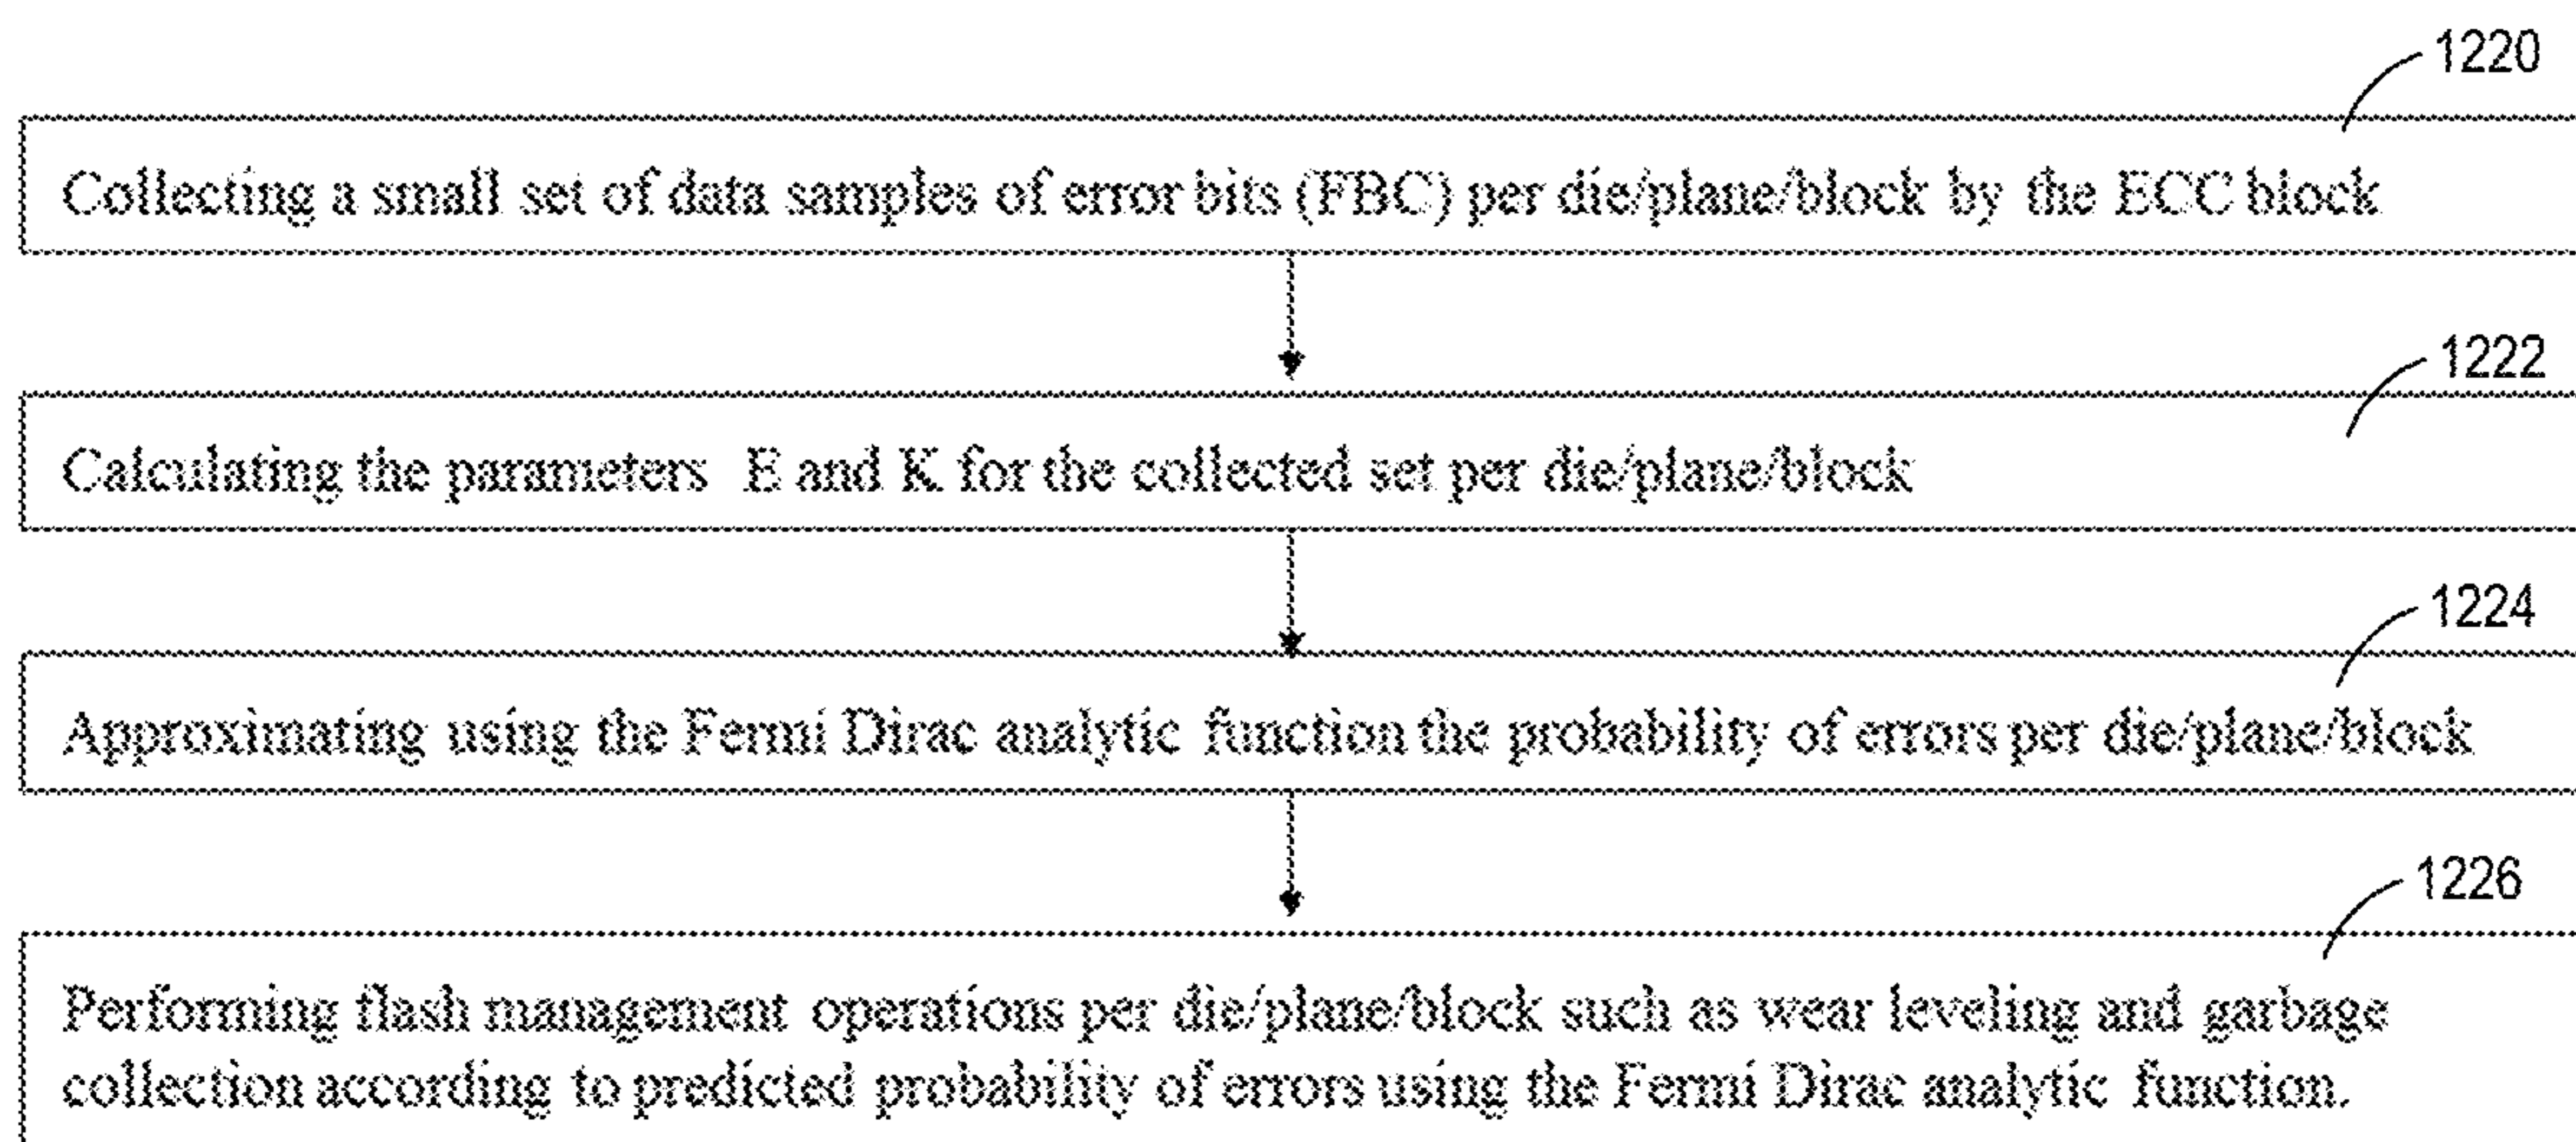 1220
Collecting a small set of data samples of error bits (FBC) per die/plane/block by the ECC block
1222
Calculating the parameters E and K for the collected set per die/plane/block
1224
Approximating using the Fermi Dirac analytic function the probability of errors per die/plane/block
1226
Performing flash management operations per die/plane/block such as wear leveling and garbage
collection according to predicted probability of errors using the Fermi Dirac analytic function.